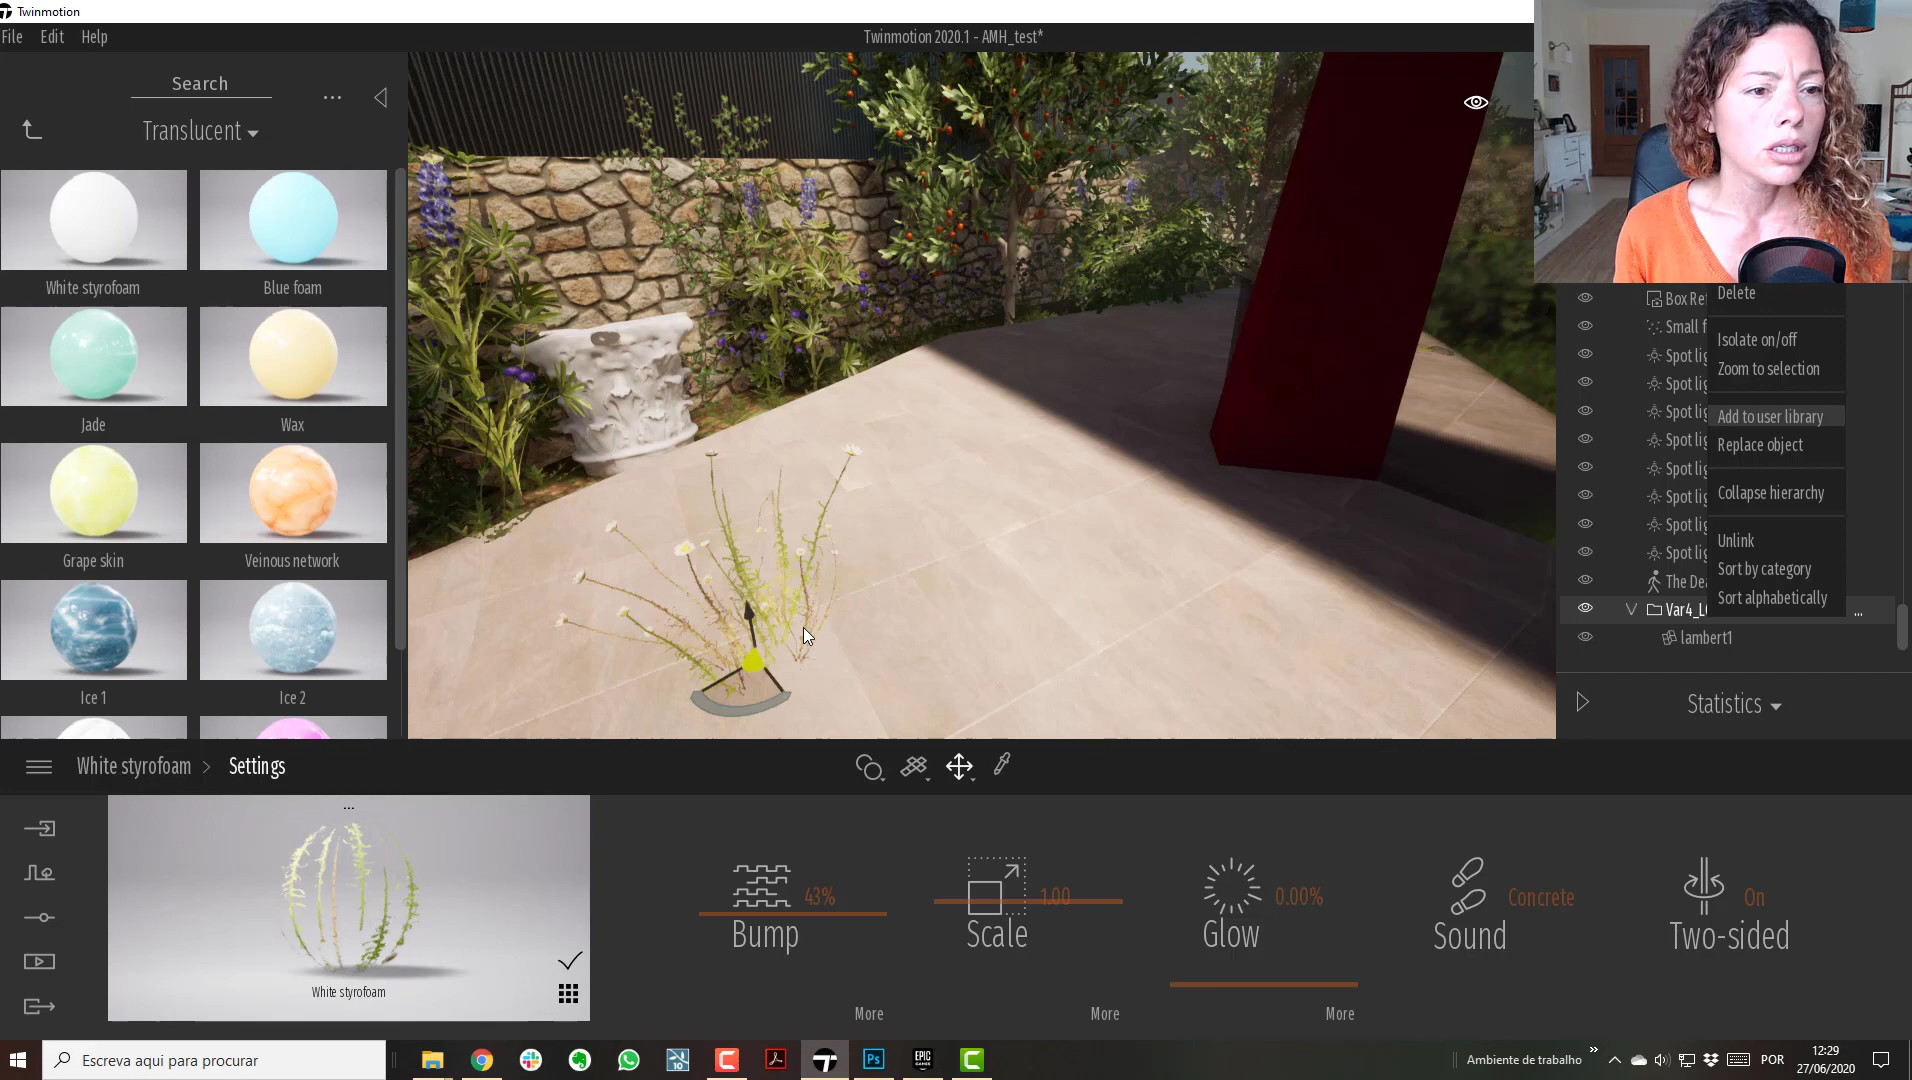 Twinmotion
File Edit Help
Twinmotion 2020.1 - AMH_test*
Search
...
Translucent
White styrofoam
Blue foam
Jade
Wax
Grape skin
Veinous network
Ice 1
Ice 2
Box Re
Small f
Spot lig
Spot lig
Spot lig
Spot lig
Spot lig
Spot lig
Spot lig
Spot lig
The Dea
Var4_L
...
lambert1
Delete
Isolate on/off
Zoom to selection
Add to user library
Replace object
Collapse hierarchy
Unlink
Sort by category
Sort alphabetically
Statistics
White styrofoam > Settings
...
White styrofoam
43%
Bump
More
1.00
Scale
More
0.00%
Glow
More
Concrete
Sound
On
Two-sided
Escreva aqui para procurar
10
Ps
EPIC GAMES
Ambiente de trabalho
POR
12:29
27/06/2020